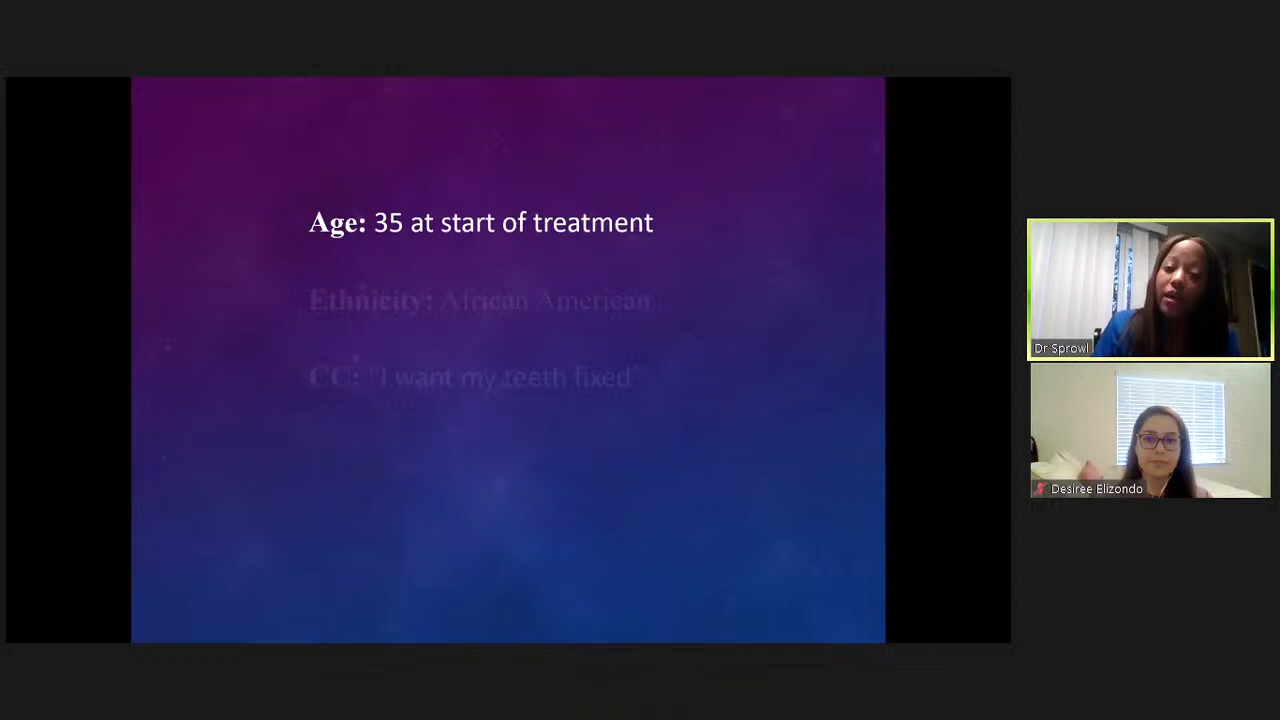 Age: 35 at start of treatment
Ethnicity: African American
CC: "I want my teeth fixed"
Dr Sprowl
Desiree Elizondo